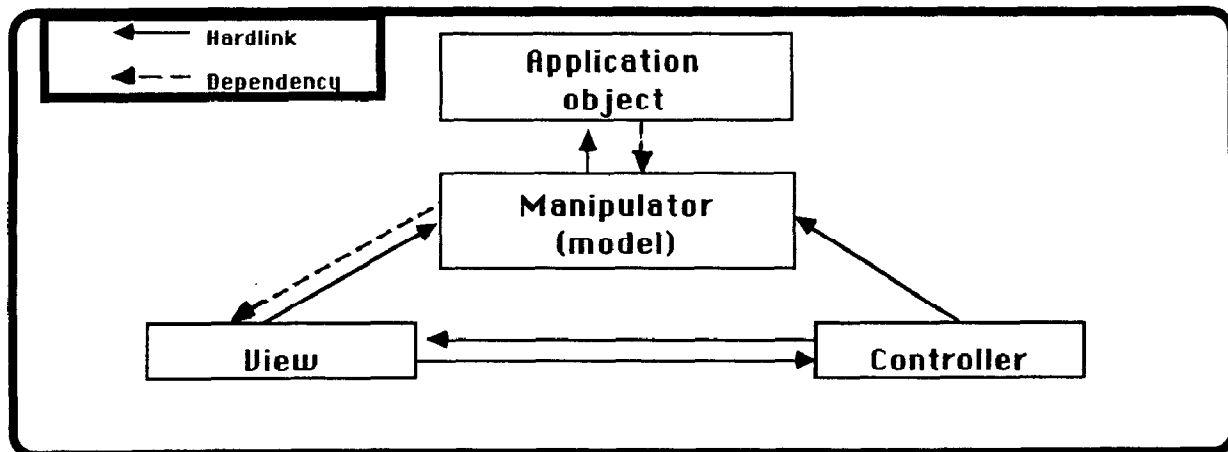 Hardlink
Dependency
Application
object
Manipulator
(model)
View
Controller